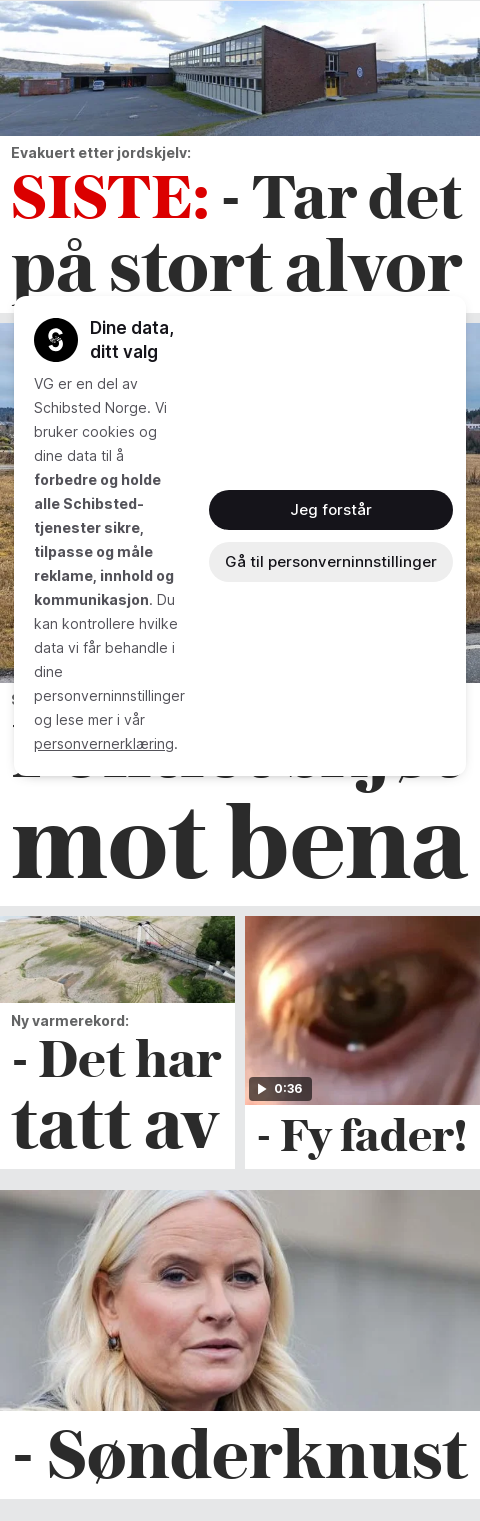 Evakuert etter jordskjelv:
SISTE: - Tar det
på stort alvor
Dine data,
ditt valg
VG er en del av
Schibsted Norge. Vi
bruker cookies og
dine data til å
forbedre og holde
alle Schibsted-
tjenester sikre,
tilpasse og måle
reklame, innhold og
kommunikasjon. Du
kan kontrollere hvilke
data vi får behandle i
dine
personverninnstillinger
og lese mer i vår
personvernerklæring.
Jeg forstår
Gå til personverninnstillinger
mot bena
Ny varmerekord:
- Det har
tatt av
0:36
- Fy fader!
- Sønderknust